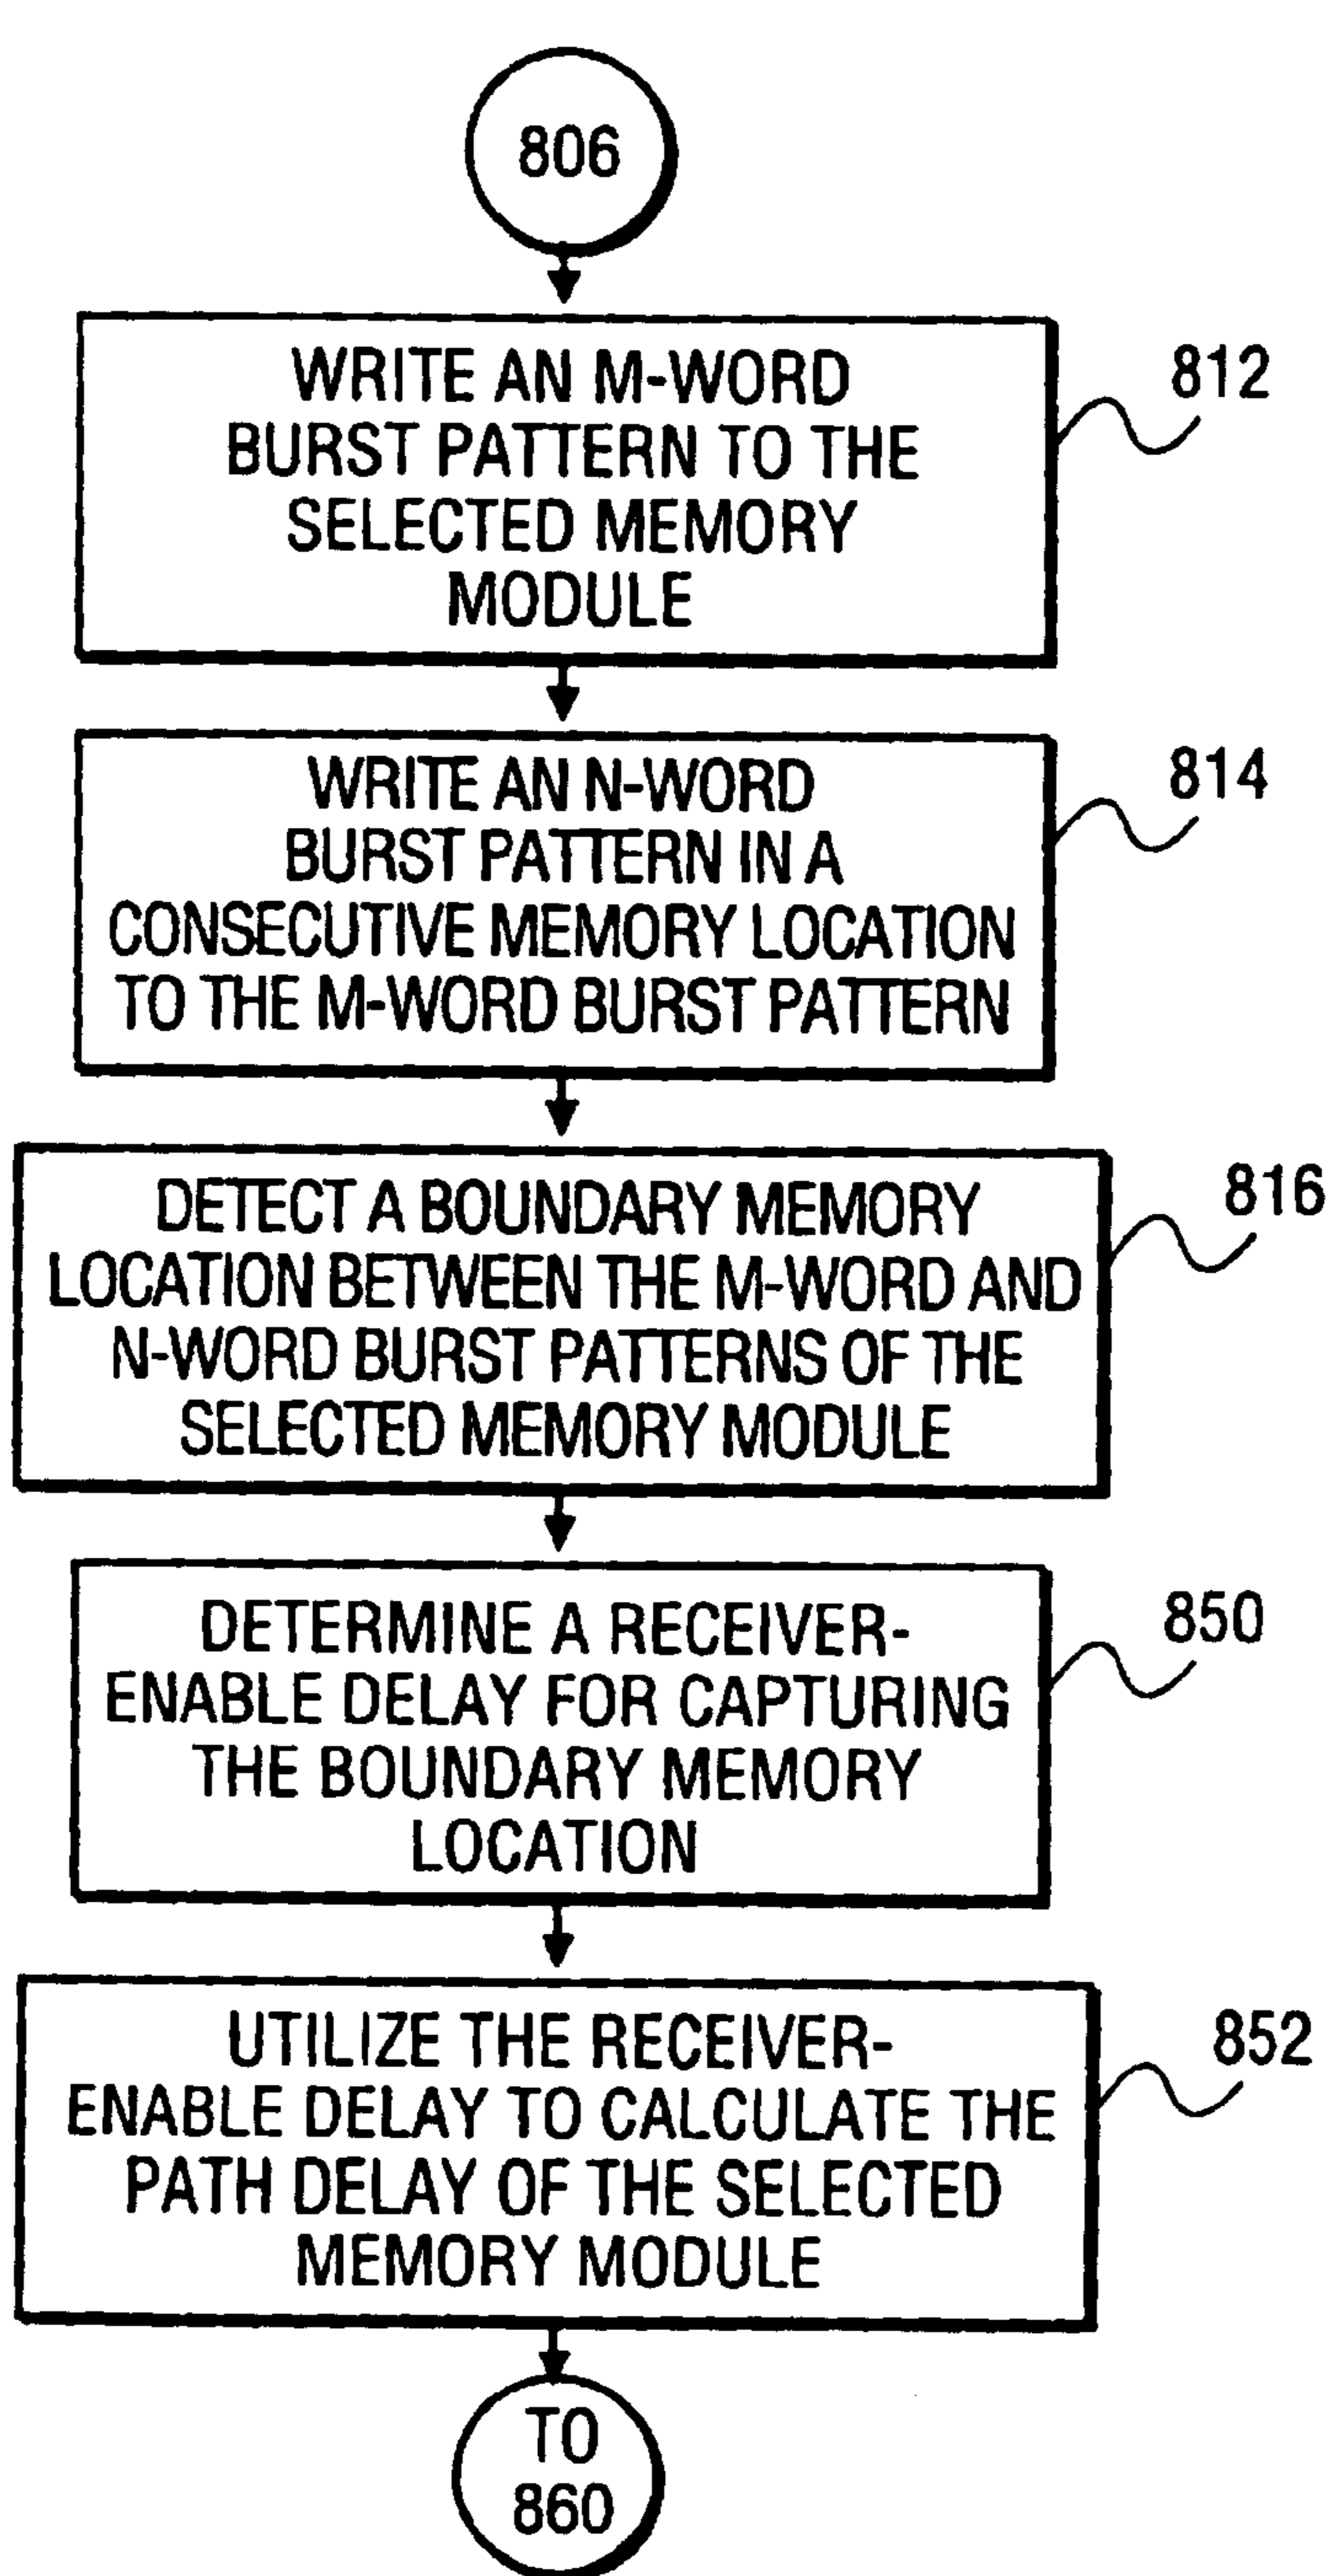 806
WRITE AN M-WORD
BURST PATTERN TO THE
SELECTED MEMORY
MODULE
812
WRITE AN N-WORD
BURST PATTERN IN A
CONSECUTIVE MEMORY LOCATION
TO THE M-WORD BURST PATTERN
814
DETECT A BOUNDARY MEMORY
LOCATION BETWEEN THE M-WORD AND
N-WORD BURST PATTERNS OF THE
SELECTED MEMORY MODULE
816
DETERMINE A RECEIVER-
ENABLE DELAY FOR CAPTURING
THE BOUNDARY MEMORY
LOCATION
850
UTILIZE THE RECEIVER-
ENABLE DELAY TO CALCULATE THE
PATH DELAY OF THE SELECTED
MEMORY MODULE
852
TO
860